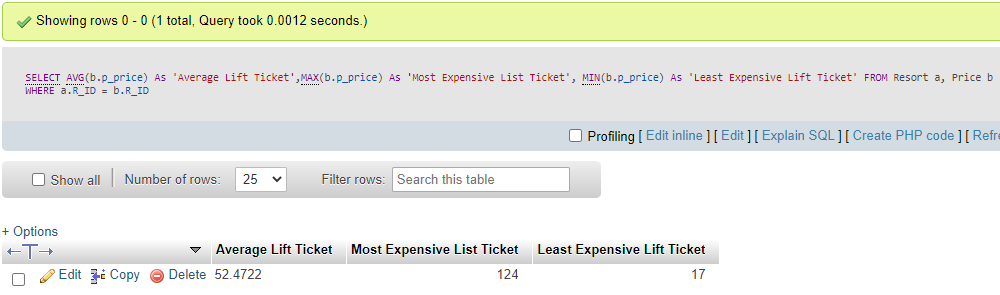 Showing rows 0 - 0 (1 total, Query took 0.0012 seconds.)
SELECT AVG(b.p_price) As 'Average Lift Ticket',MAX(b.p_price) As 'Most Expensive List Ticket', MIN(b.p_price) As 'Least Expensive Lift Ticket' FROM Resort a, Price b
WHERE a.R_ID = b.R_ID
Profiling [ Edit inline ] [ Edit ] [ Explain SQL ] [ Create PHP code ] [ Refre
Show all Number of rows: 25 Filter rows: Search this table
+ Options
←T→ Average Lift Ticket Most Expensive List Ticket Least Expensive Lift Ticket
Edit Copy Delete 52.4722 124 17